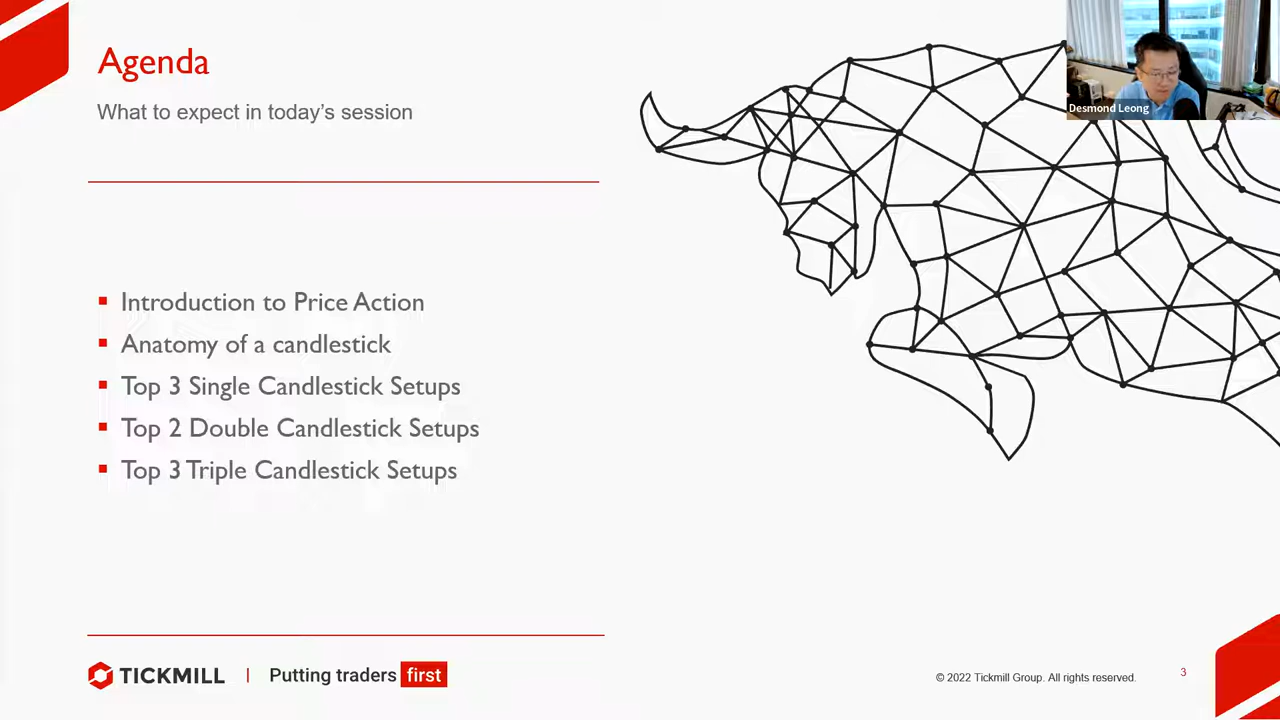 Agenda
What to expect in today's session
Desmond Leong
Introduction to Price Action
Anatomy of a candlestick
Top 3 Single Candlestick Setups
Top 2 Double Candlestick Setups
Top 3 Triple Candlestick Setups
TICKMILL | Putting traders first
© 2022 Tickmill Group. All rights reserved.
3